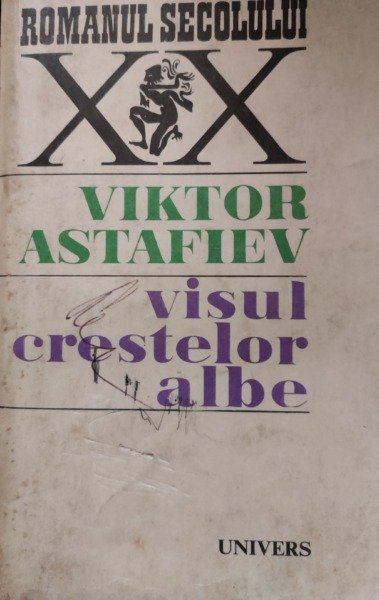 ROMANUL SECOLULUI
XX
VIKTOR
ASTAFIEV
visul
crestelor
albe
UNIVERS